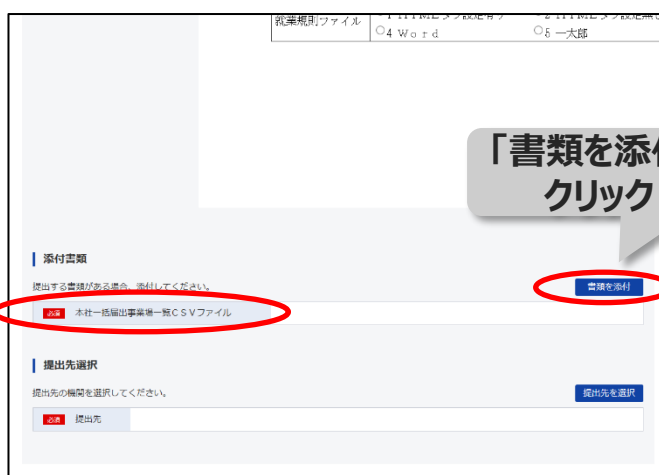 就業規則ファイル
○4 Ｗｏｒｄ ○5 一太郎
「書類を添
クリック
添付書類
提出する書類がある場合、添付してください。
書類を添付
必須 本社一括届出事業場一覧ＣＳＶファイル
提出先選択
提出先の機関を選択してください。
提出先を選択
必須 提出先